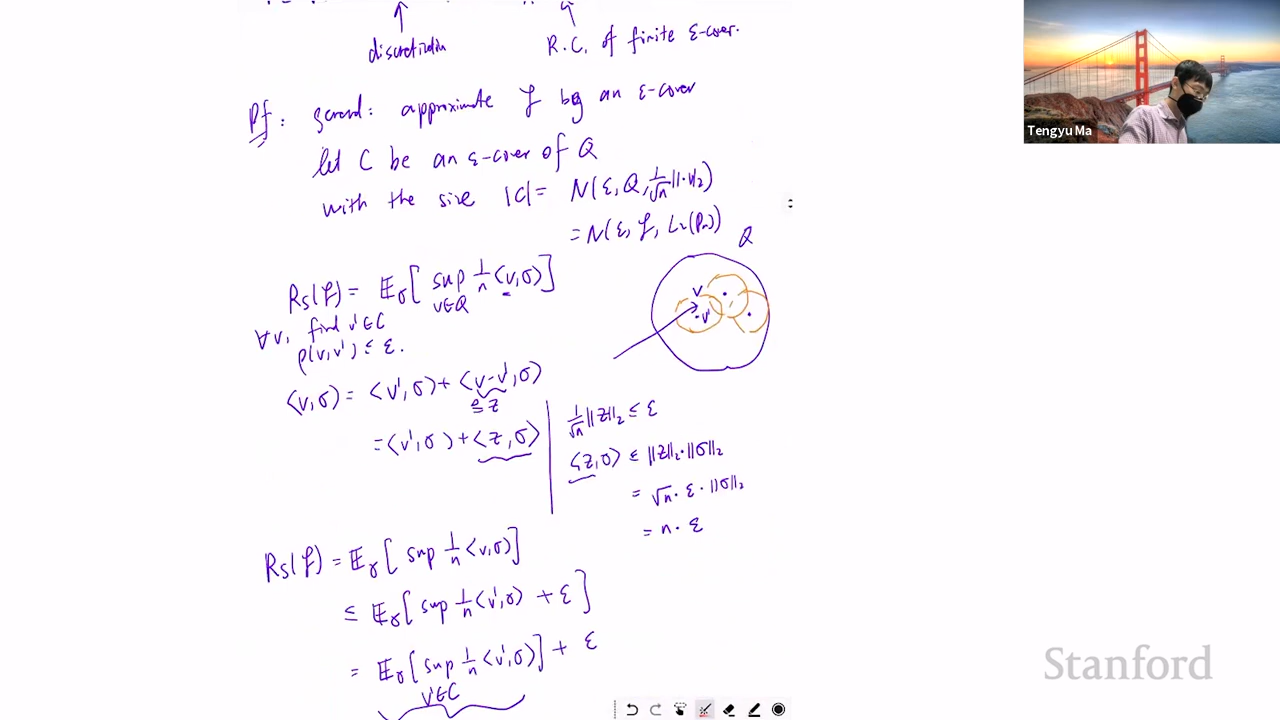 discretization
R.C. of finite ε-cover.
Pf: general: approximate F by an ε-cover
let C be an ε-cover of Q
with the size |C| = N(ε, Q, 1/√n ||·||₂)
= N(ε, F, L₂(Pₙ))
Q
v
v'
Rs(F) = 𝔼σ[ sup 1/n <v,σ> ]
v∈Q
∀v, find v'∈C
ρ(v,v') ≤ ε.
<v,σ> = <v',σ> + <v-v',σ>
≜ z
= <v',σ> + <z,σ>
1/√n ||z||₂ ≤ ε
<z,σ> ≤ ||z||₂·||σ||₂
= √n · ε · ||σ||₂
= n · ε
Rs(F) = 𝔼σ[ sup 1/n <v,σ> ]
≤ 𝔼σ[ sup 1/n <v',σ> + ε ]
= 𝔼σ[ sup 1/n <v',σ> ] + ε
v'∈C
Tengyu Ma
Stanford